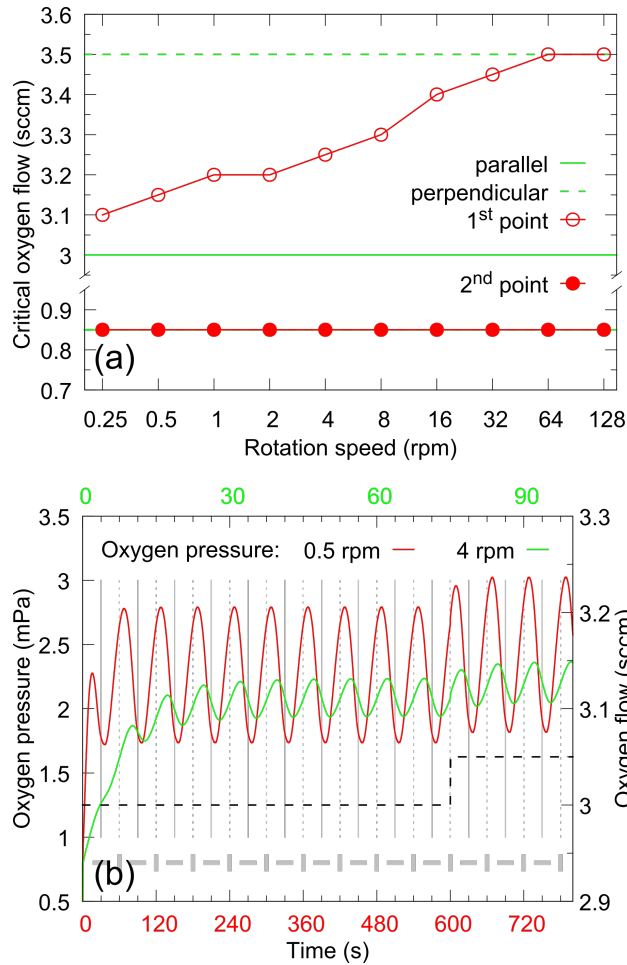 3.5
3.4
3.3
3.2
3.1
3
0.9
0.8
0.7
Critical oxygen flow (sccm)
parallel
perpendicular
1st point
2nd point
(a)
0.25 0.5 1 2 4 8 16 32 64 128
Rotation speed (rpm)
0 30 60 90
3.5
3
2.5
2
1.5
1
0.5
Oxygen pressure (mPa)
Oxygen pressure: 0.5 rpm 4 rpm
3.3
3.2
3.1
3
2.9
Oxygen flow (sccm)
(b)
0 120 240 360 480 600 720
Time (s)